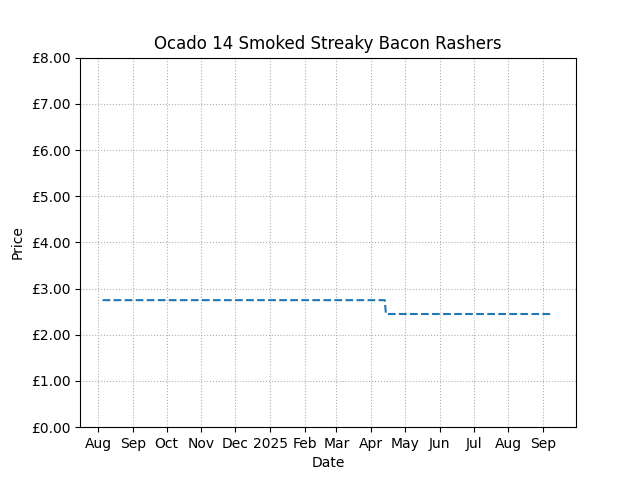 Ocado 14 Smoked Streaky Bacon Rashers
£8.00
£7.00
£6.00
£5.00
£4.00
£3.00
£2.00
£1.00
£0.00
Price
Aug Sep Oct Nov Dec 2025 Feb Mar Apr May Jun Jul Aug Sep
Date